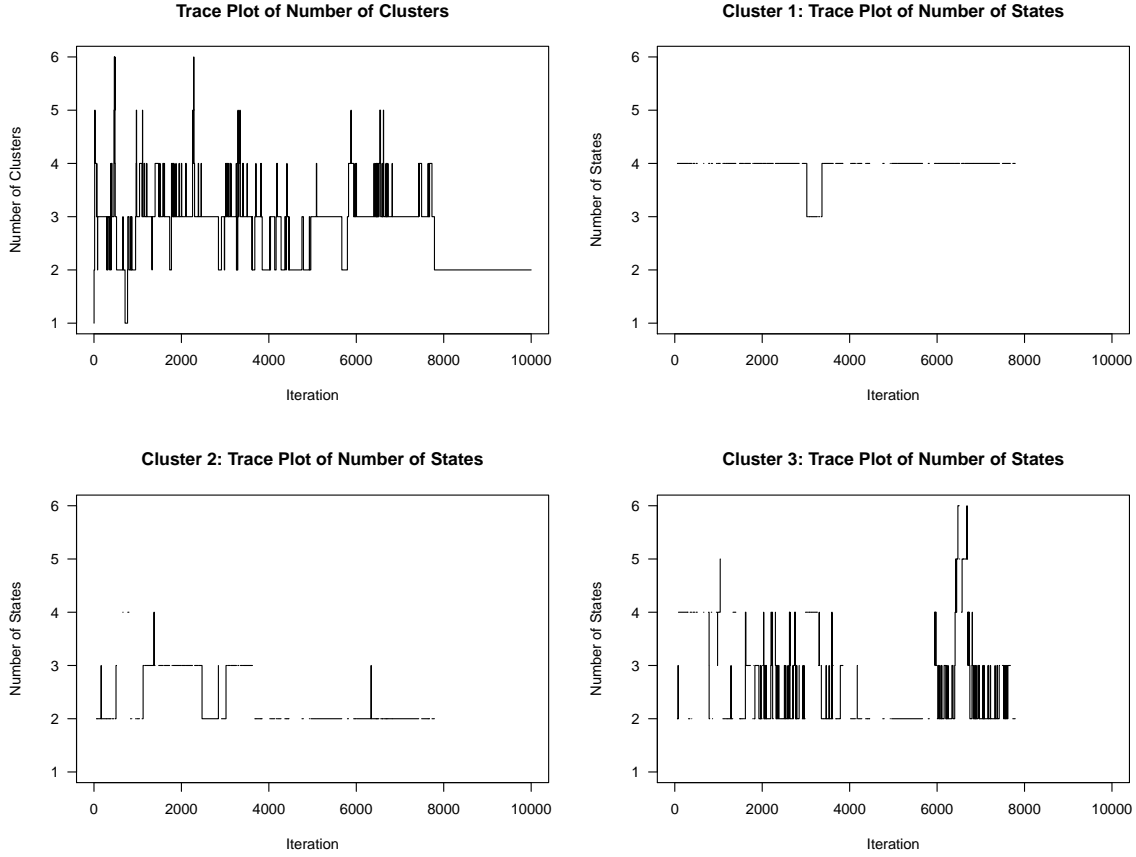 Trace Plot of Number of Clusters
Number of Clusters
6
5
4
3
2
1
0 2000 4000 6000 8000 10000
Iteration
Cluster 1: Trace Plot of Number of States
Number of States
6
5
4
3
2
1
0 2000 4000 6000 8000 10000
Iteration
Cluster 2: Trace Plot of Number of States
Number of States
6
5
4
3
2
1
0 2000 4000 6000 8000 10000
Iteration
Cluster 3: Trace Plot of Number of States
Number of States
6
5
4
3
2
1
0 2000 4000 6000 8000 10000
Iteration